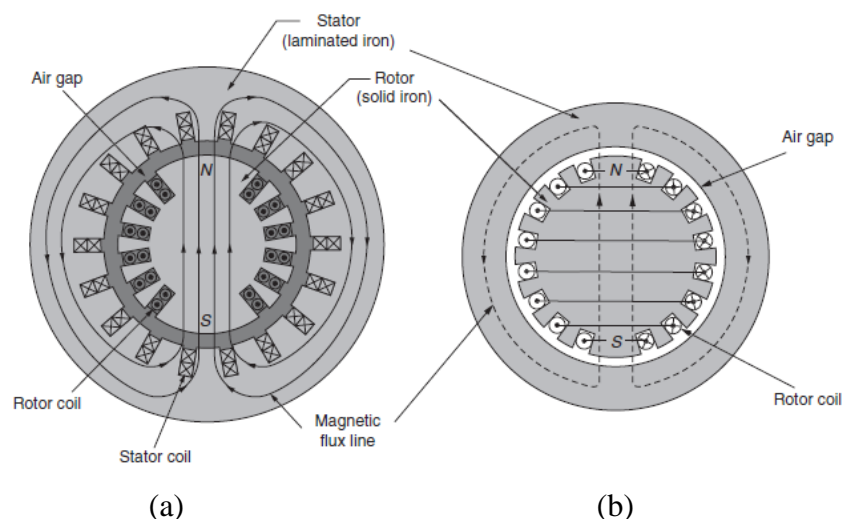 Stator
(laminated iron)
Air gap
Rotor
(solid iron)
N
S
Rotor coil
Stator coil
Magnetic
flux line
Air gap
N
S
Rotor coil
(a)
(b)